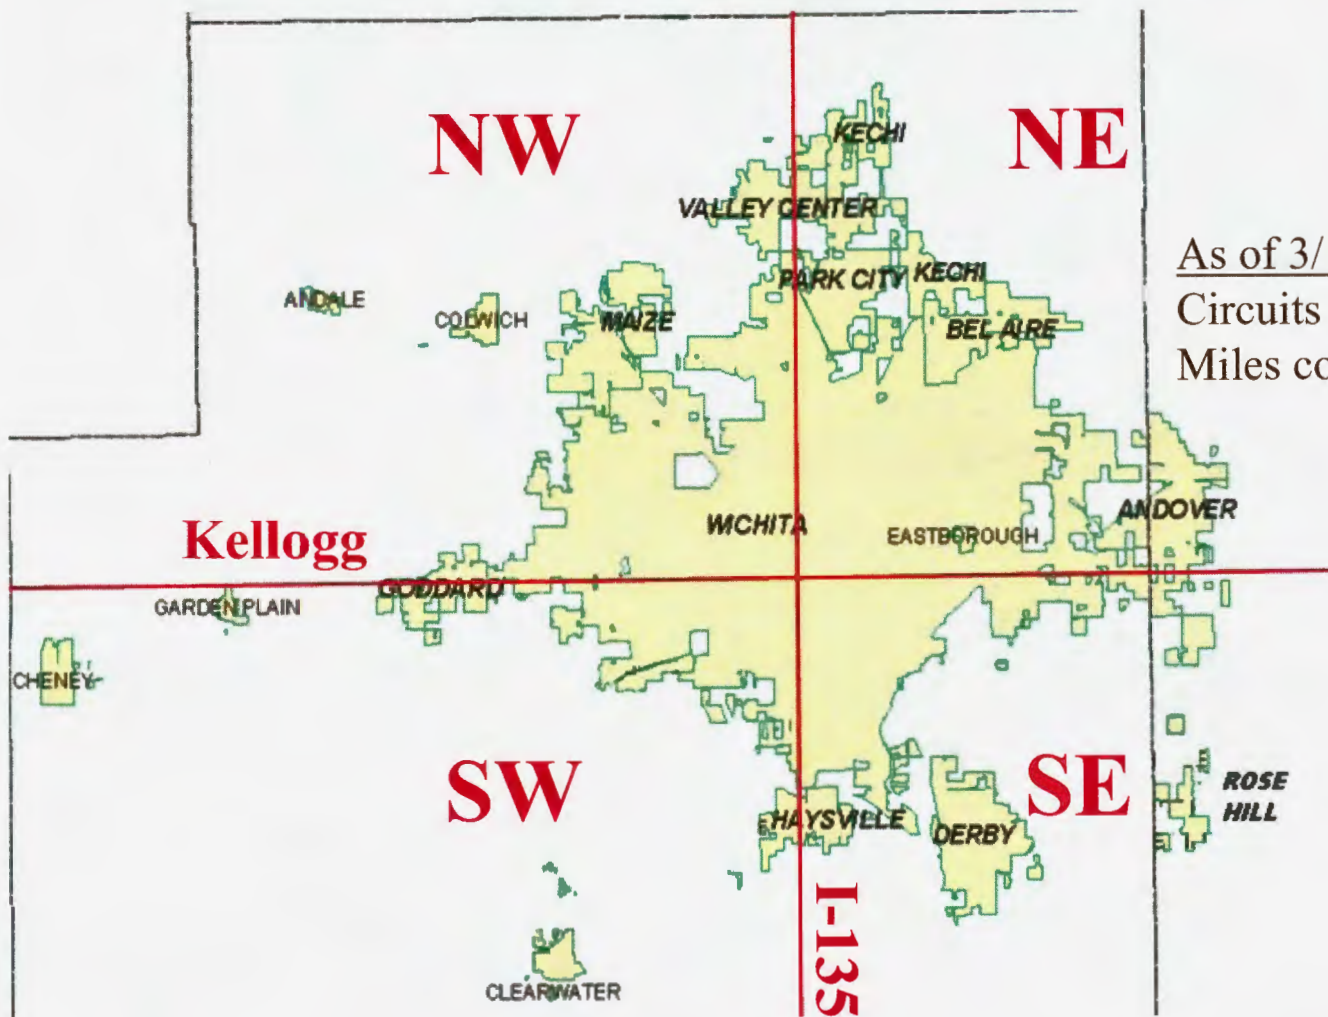 NW
NE
KECHI
VALLEY CENTER
As of 3/
PARK CITY
KECHI
ANDALE
COLWICH
MAIZE
BEL AIRE
Circuits
Miles co
ANDOVER
WICHITA
EASTBOROUGH
Kellogg
GODDARD
GARDEN PLAIN
CHENEY
SW
SE
ROSE
HILL
HAYSVILLE
DERBY
I-135
CLEARWATER